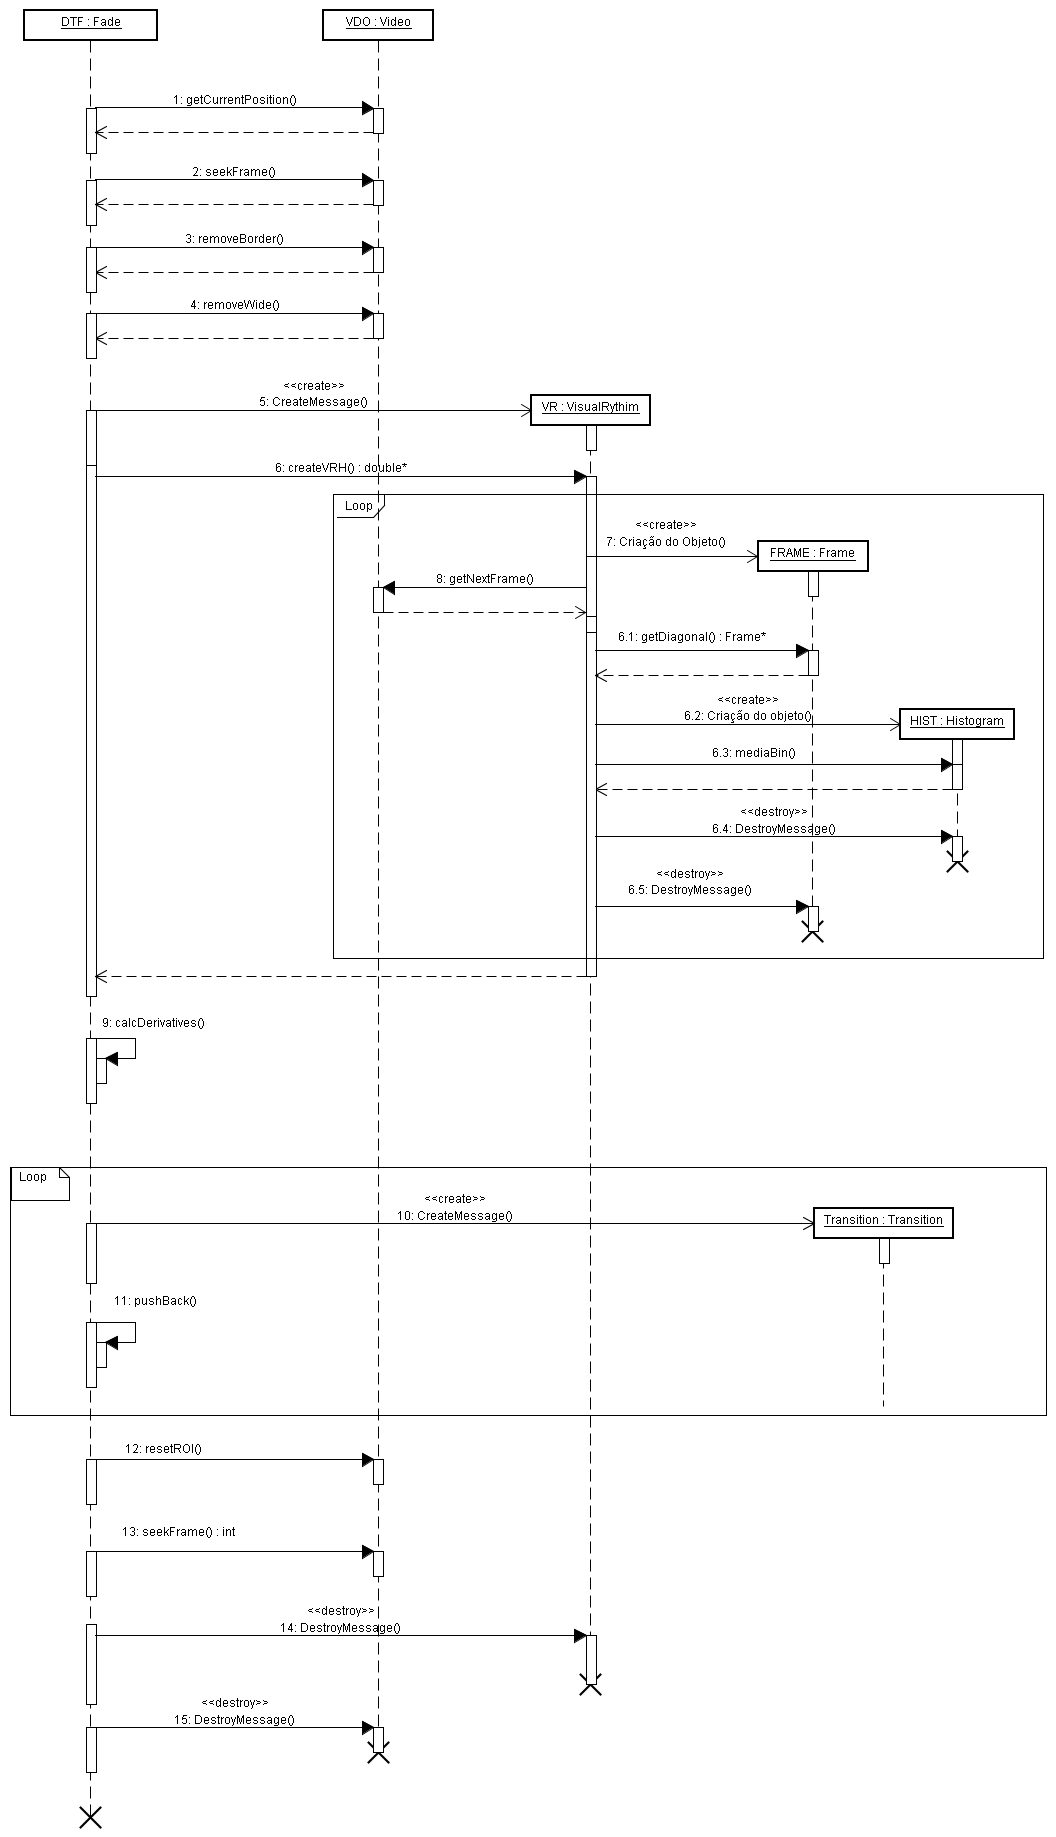 DTF : Fade
VDO : Video
1: getCurrentPosition()
2: seekFrame()
3: removeBorder()
4: removeWide()
<<create>>
5: CreateMessage()
VR : VisualRythim
6: createVRH() : double*
Loop
<<create>>
7: Criação do Objeto()
FRAME : Frame
8: getNextFrame()
6.1: getDiagonal() : Frame*
<<create>>
6.2: Criação do objeto()
HIST : Histogram
6.3: mediaBin()
<<destroy>>
6.4: DestroyMessage()
<<destroy>>
6.5: DestroyMessage()
9: calcDerivatives()
Loop
<<create>>
10: CreateMessage()
Transition : Transition
11: pushBack()
12: resetROI()
13: seekFrame() : int
<<destroy>>
14: DestroyMessage()
<<destroy>>
15: DestroyMessage()